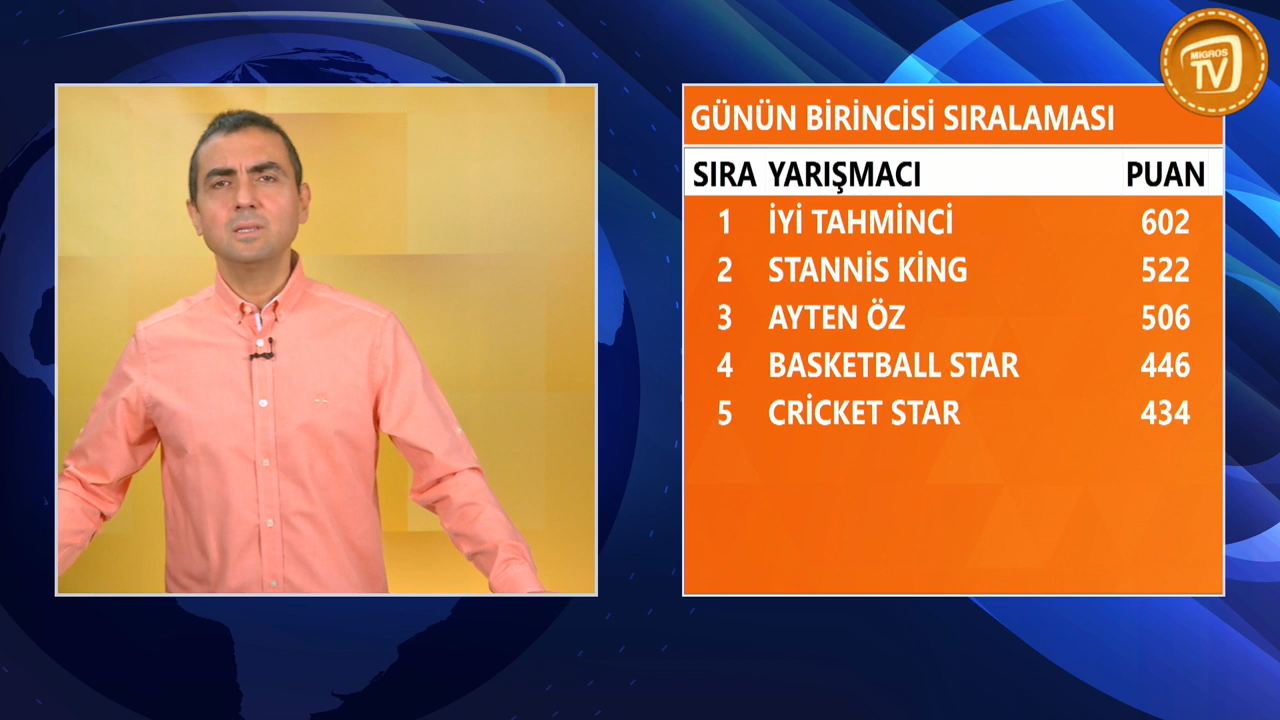 MiGROS
TV
GÜNÜN BİRİNCİSİ SIRALAMASI
SIRA YARIŞMACI PUAN
1 İYİ TAHMİNCİ 602
2 STANNİS KİNG 522
3 AYTEN ÖZ 506
4 BASKETBALL STAR 446
5 CRİCKET STAR 434